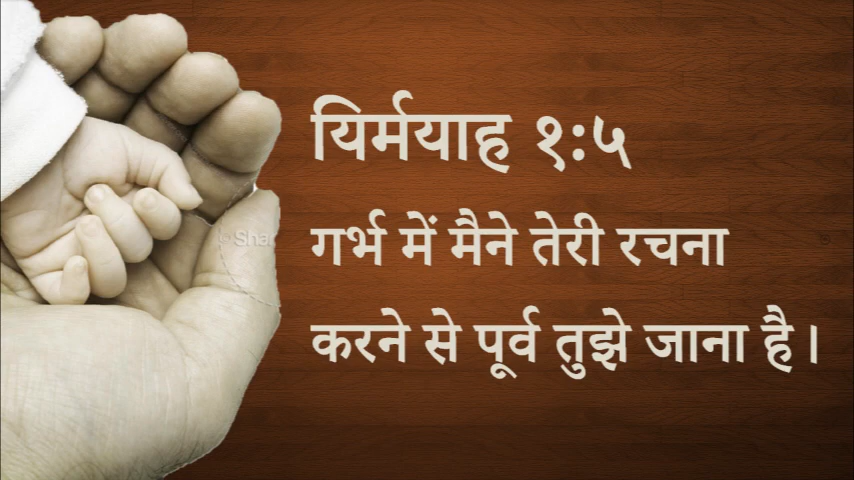 यिर्मयाह १:५
गर्भ में मैने तेरी रचना
करने से पूर्व तुझे जाना है।